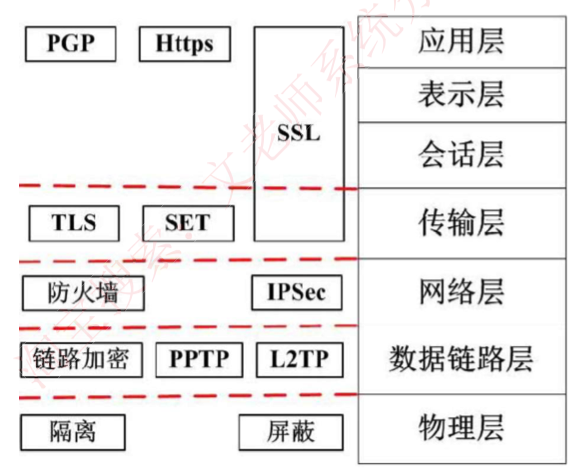 PGP Https 应用层
表示层
SSL
会话层
TLS SET 传输层
防火墙 IPSec 网络层
链路加密 PPTP L2TP 数据链路层
隔离 屏蔽 物理层